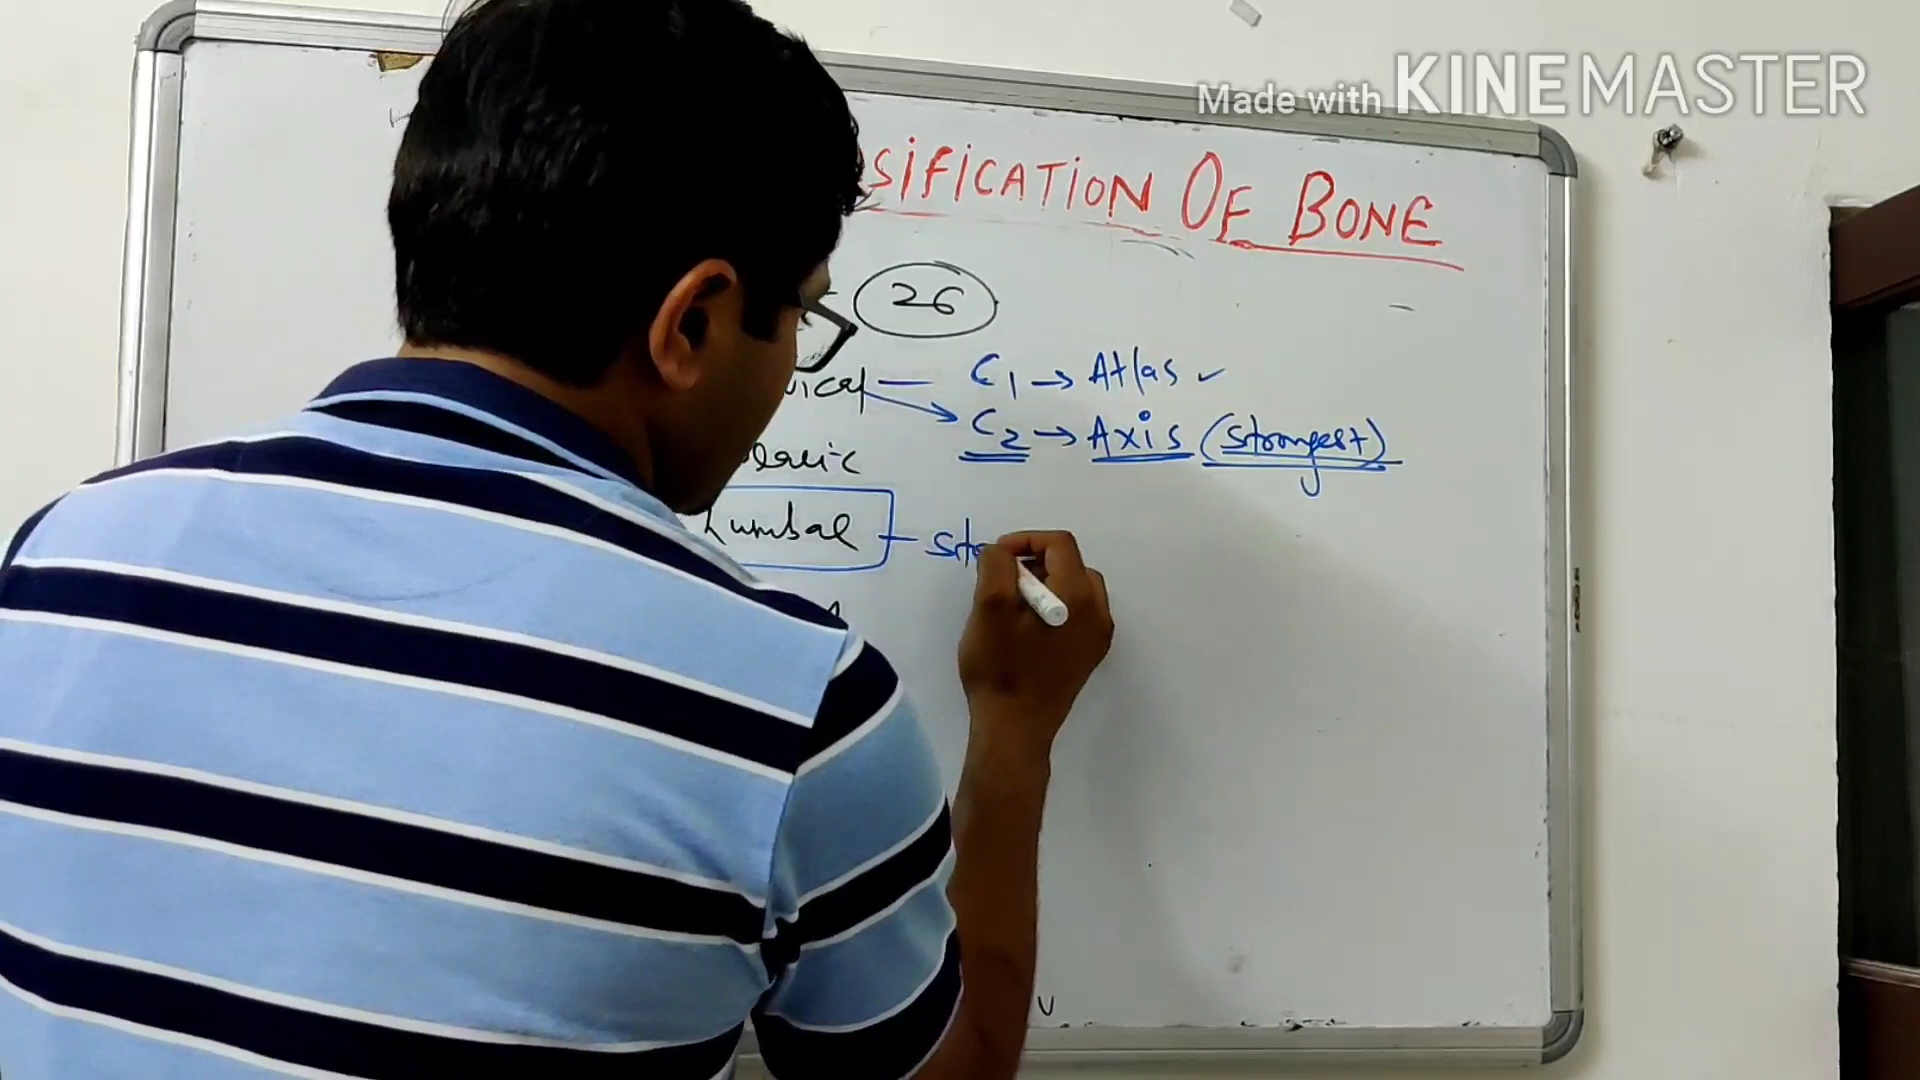 Made with KINEMASTER
SIFICATION OF BONE
26
C1 → Atlas ✓
C2 → Axis (Strongest)
Lumbal